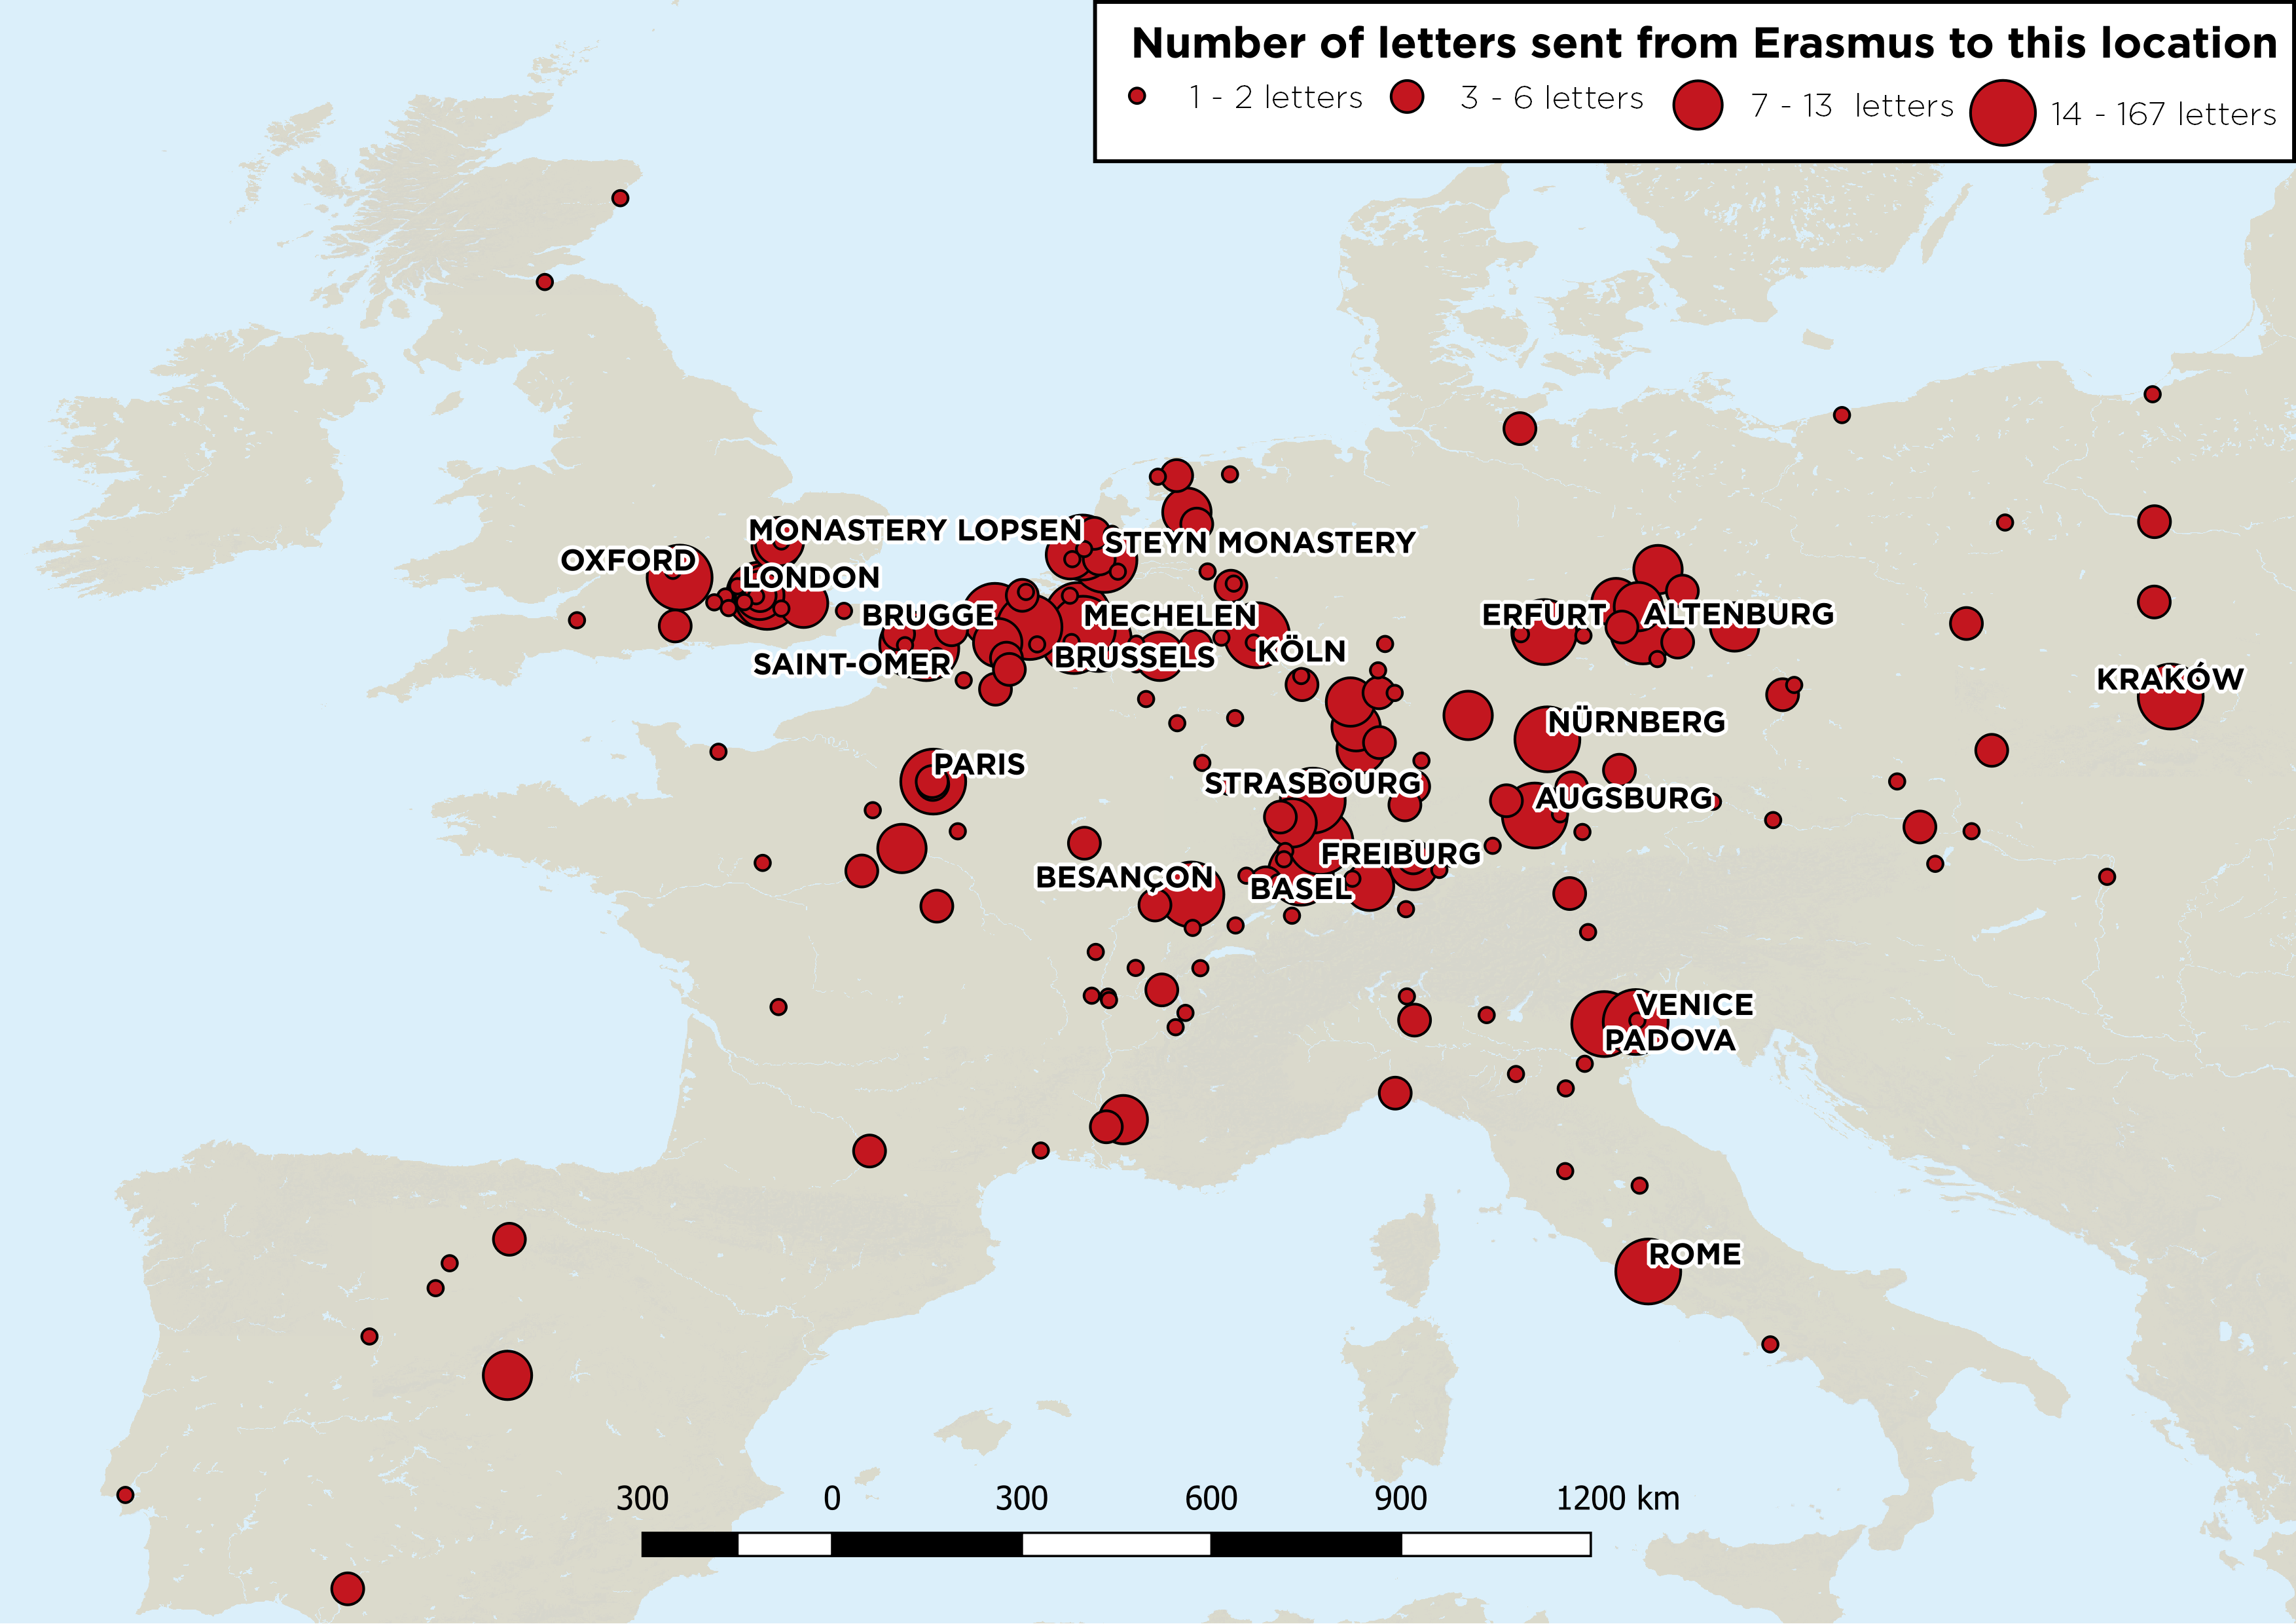 Number of letters sent from Erasmus to this location
1 - 2 letters
3 - 6 letters
7 - 13 letters
14 - 167 letters
MONASTERY LOPSEN
STEYN MONASTERY
OXFORD
LONDON
BRUGGE
MECHELEN
ERFURT
ALTENBURG
SAINT-OMER
BRUSSELS
KÖLN
KRAKÓW
NÜRNBERG
PARIS
STRASBOURG
AUGSBURG
FREIBURG
BESANÇON
BASEL
VENICE
PADOVA
ROME
300 0 300 600 900 1200 km